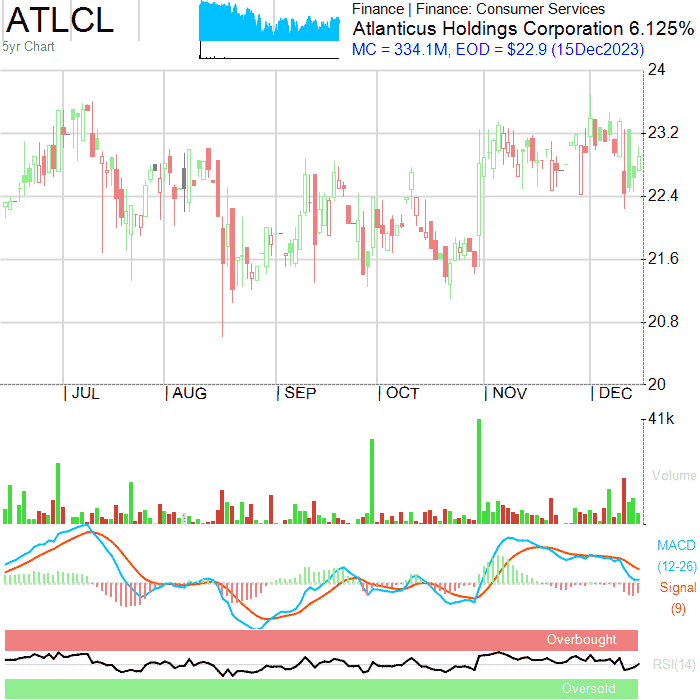 ATLCL
5yr Chart
Finance | Finance: Consumer Services
Atlanticus Holdings Corporation 6.125%
MC = 334.1M, EOD = $22.9 (15Dec2023)
24
23.2
22.4
21.6
20.8
20
| JUL | AUG | SEP | OCT | NOV | DEC
41k
Volume
MACD
(12-26)
Signal
(9)
Overbought
RSI(14)
Oversold